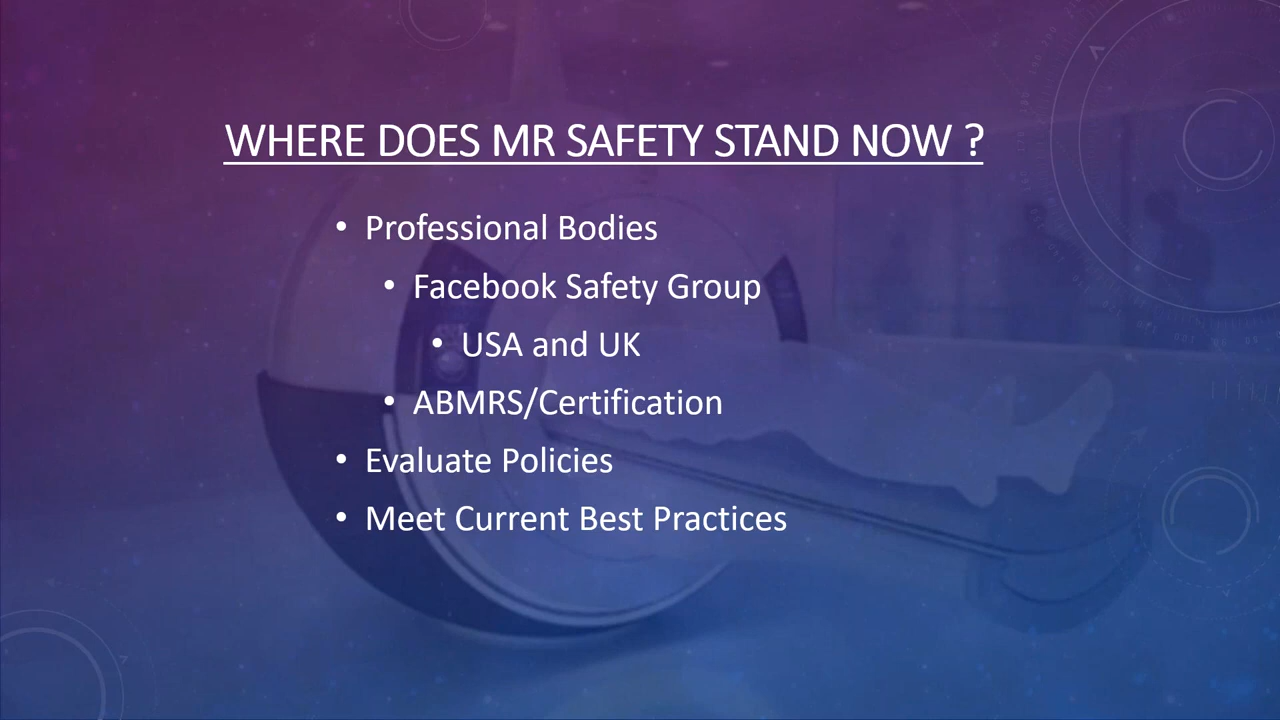 WHERE DOES MR SAFETY STAND NOW ?
• Professional Bodies
• Facebook Safety Group
• USA and UK
• ABMRS/Certification
• Evaluate Policies
• Meet Current Best Practices